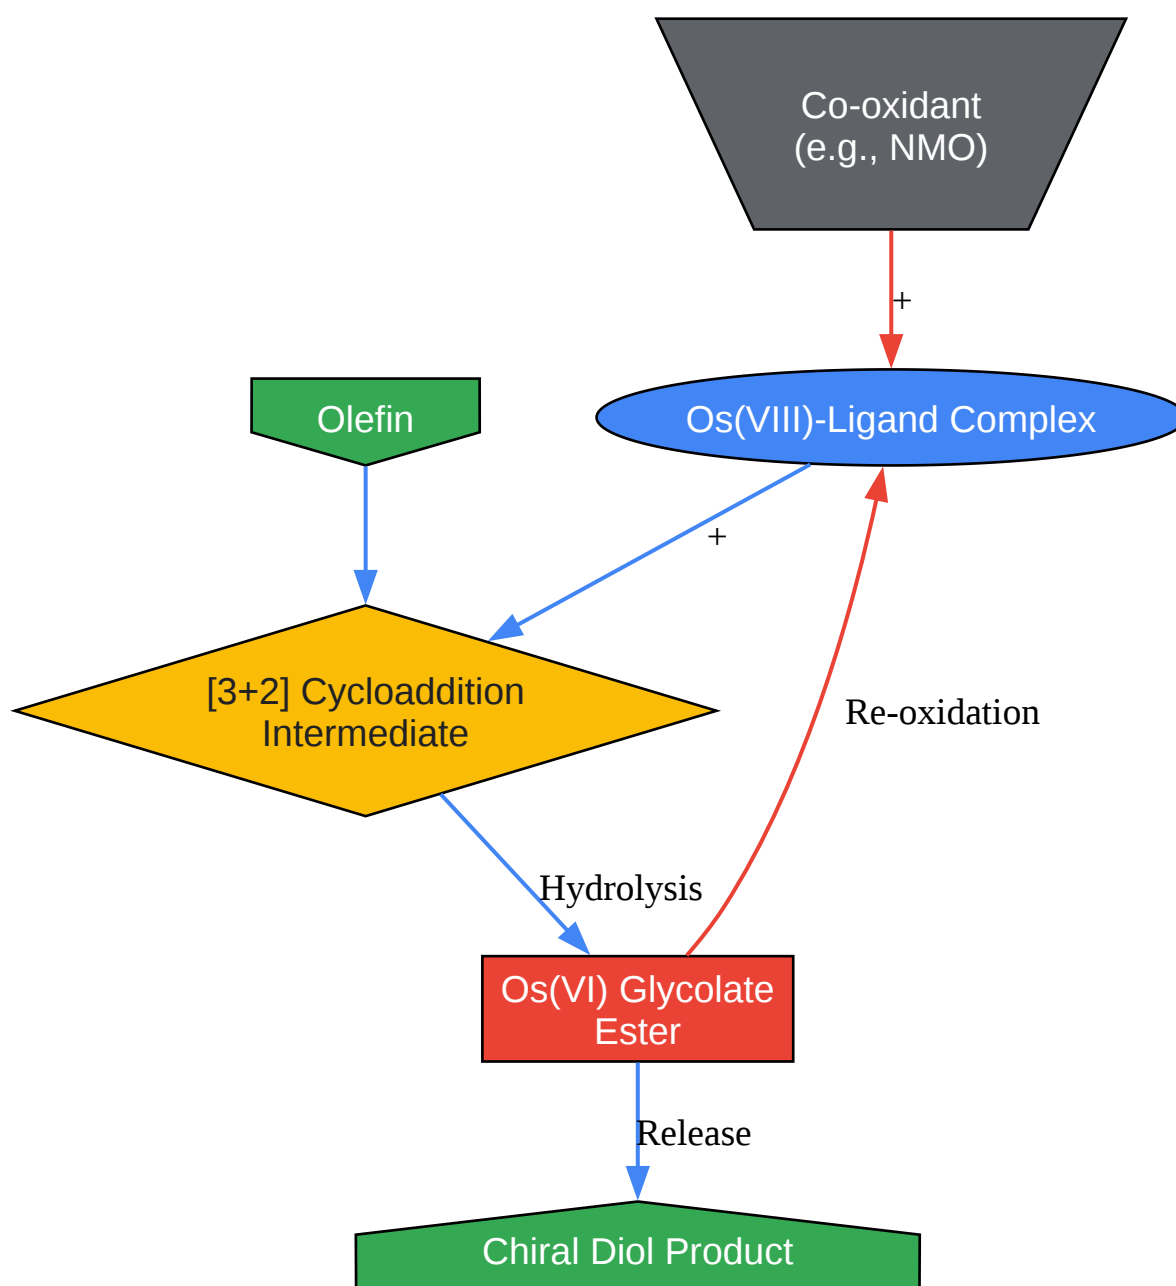 Co-oxidant
(e.g., NMO)
+
Olefin
Os(VIII)-Ligand Complex
+
[3+2] Cycloaddition
Intermediate
Re-oxidation
Hydrolysis
Os(VI) Glycolate
Ester
Release
Chiral Diol Product